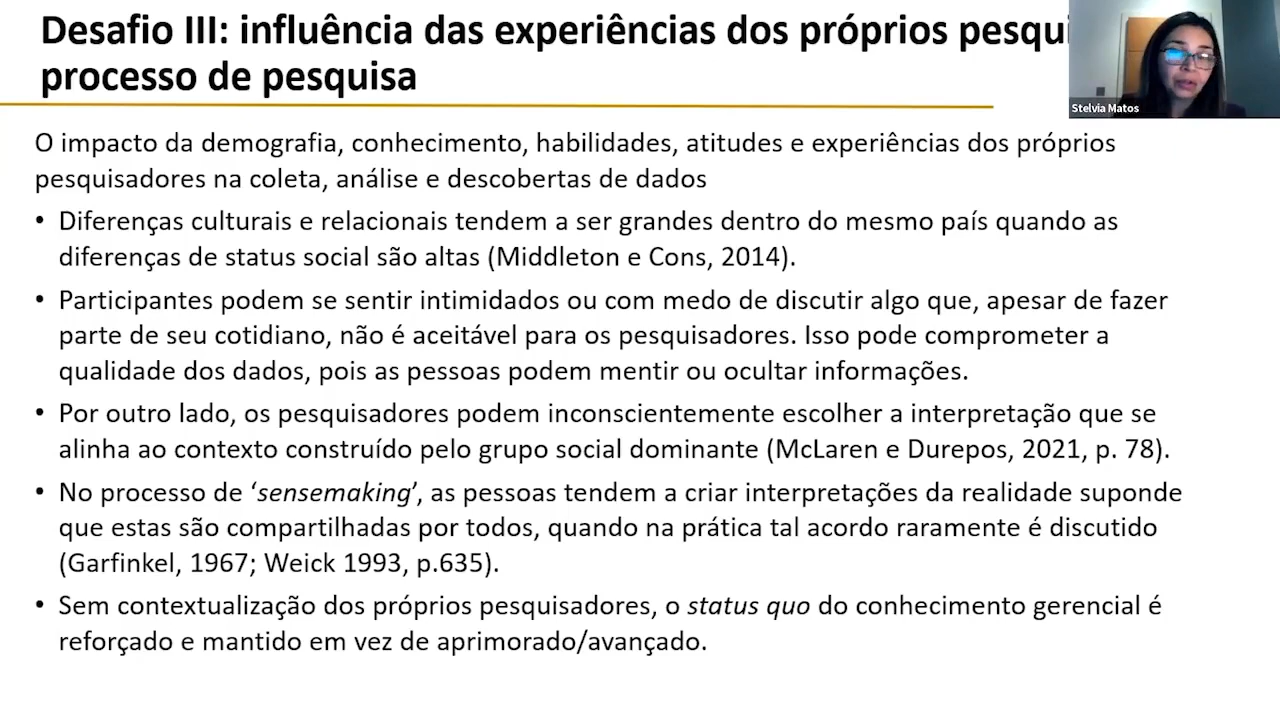 Desafio III: influência das experiências dos próprios pesqui
processo de pesquisa
Stelvia Matos
O impacto da demografia, conhecimento, habilidades, atitudes e experiências dos próprios
pesquisadores na coleta, análise e descobertas de dados
• Diferenças culturais e relacionais tendem a ser grandes dentro do mesmo país quando as
diferenças de status social são altas (Middleton e Cons, 2014).
• Participantes podem se sentir intimidados ou com medo de discutir algo que, apesar de fazer
parte de seu cotidiano, não é aceitável para os pesquisadores. Isso pode comprometer a
qualidade dos dados, pois as pessoas podem mentir ou ocultar informações.
• Por outro lado, os pesquisadores podem inconscientemente escolher a interpretação que se
alinha ao contexto construído pelo grupo social dominante (McLaren e Durepos, 2021, p. 78).
• No processo de ‘sensemaking’, as pessoas tendem a criar interpretações da realidade suponde
que estas são compartilhadas por todos, quando na prática tal acordo raramente é discutido
(Garfinkel, 1967; Weick 1993, p.635).
• Sem contextualização dos próprios pesquisadores, o status quo do conhecimento gerencial é
reforçado e mantido em vez de aprimorado/avançado.